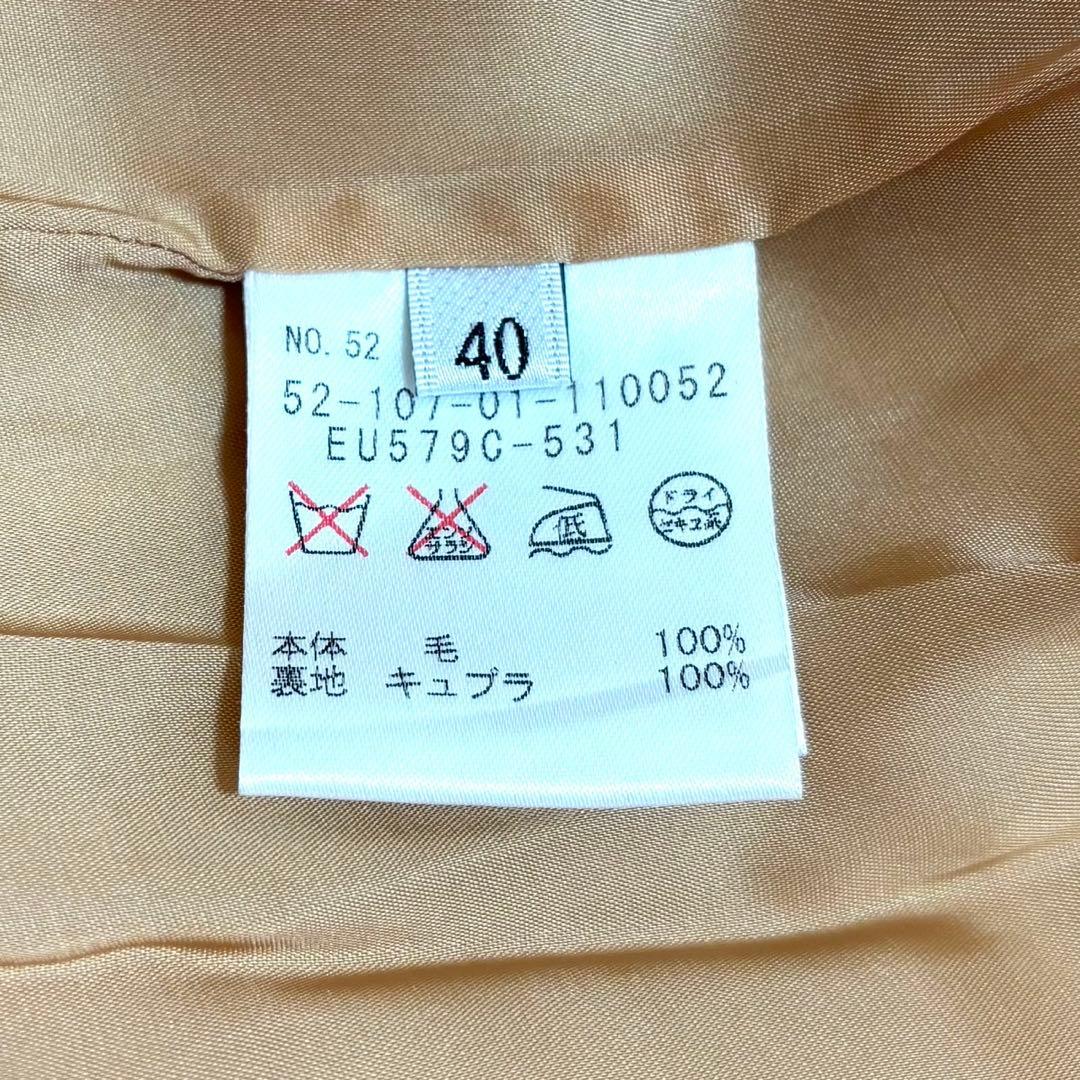 40
NO. 52
52-107-01-110052
EU579C-531
エンソ
サラシ
低
ドライ
セキユ系
本体 毛 100%
裏地 キュプラ 100%